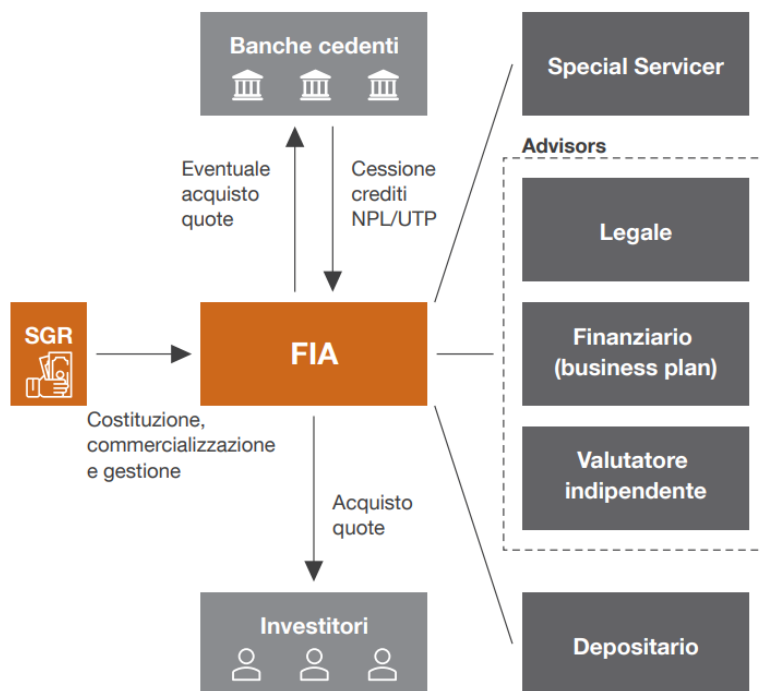 Banche cedenti
Special Servicer
Advisors
Eventuale
acquisto
quote
Cessione
crediti
NPL/UTP
Legale
SGR
FIA
Finanziario
(business plan)
Costituzione,
commercializzazione
e gestione
Valutatore
indipendente
Acquisto
quote
Investitori
Depositario